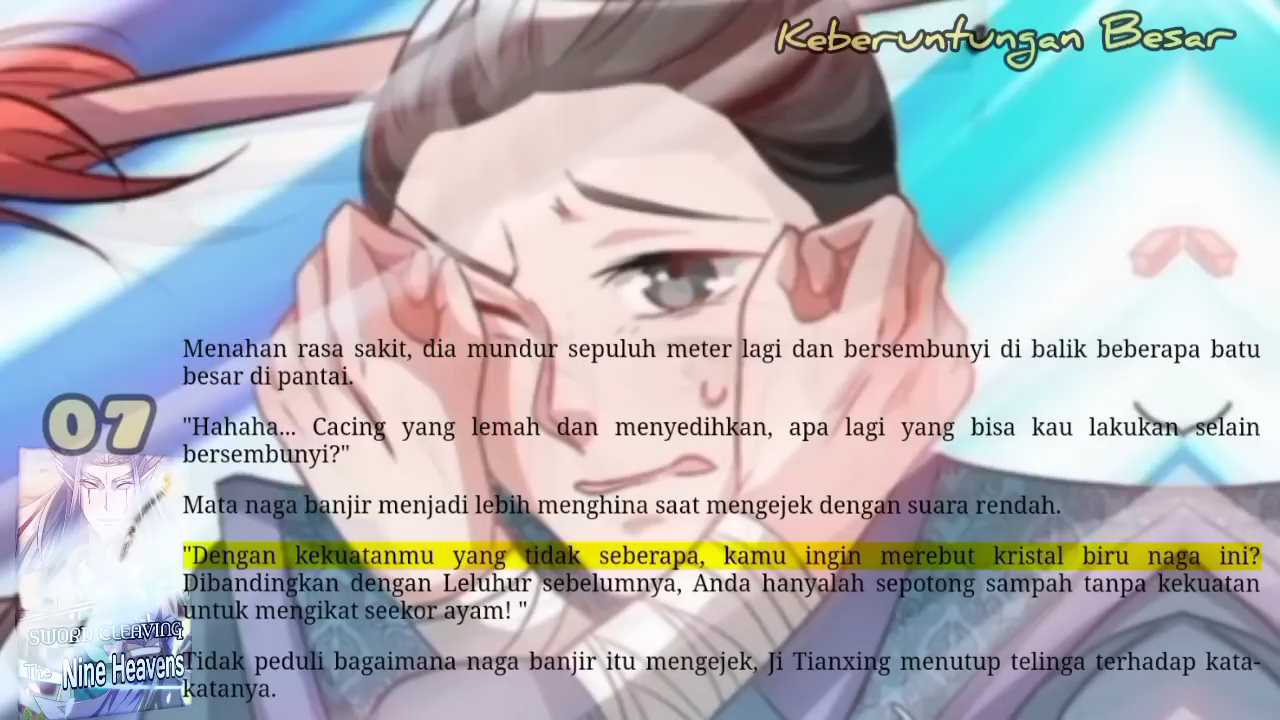 Keberuntungan Besar
Menahan rasa sakit, dia mundur sepuluh meter lagi dan bersembunyi di balik beberapa batu
besar di pantai.
07
"Hahaha... Cacing yang lemah dan menyedihkan, apa lagi yang bisa kau lakukan selain
bersembunyi?"
Mata naga banjir menjadi lebih menghina saat mengejek dengan suara rendah.
"Dengan kekuatanmu yang tidak seberapa, kamu ingin merebut kristal biru naga ini?
Dibandingkan dengan Leluhur sebelumnya, Anda hanyalah sepotong sampah tanpa kekuatan
untuk mengikat seekor ayam! "
SWORD CLEAVING
The Nine Heavens
Tidak peduli bagaimana naga banjir itu mengejek, Ji Tianxing menutup telinga terhadap kata-
katanya.